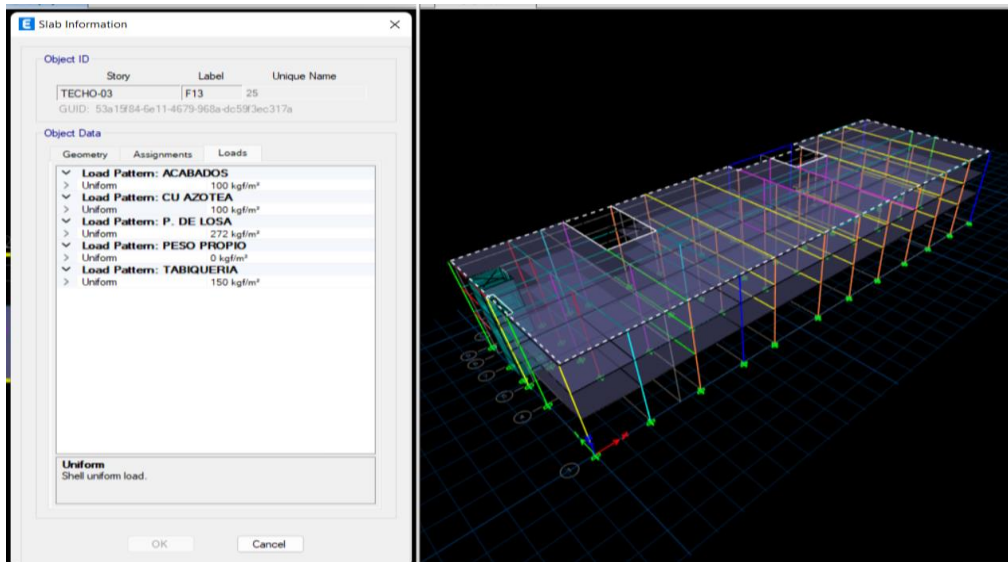 Slab Information
Object ID
Story Label Unique Name
TECHO-03 F13 25
GUID: 53a15f84-6e11-4679-968a-dc59f3ec317a
Object Data
Geometry Assignments Loads
Load Pattern: ACABADOS
Uniform 100 kgf/m²
Load Pattern: CU AZOTEA
Uniform 100 kgf/m²
Load Pattern: P. DE LOSA
Uniform 272 kgf/m²
Load Pattern: PESO PROPIO
Uniform 0 kgf/m²
Load Pattern: TABIQUERIA
Uniform 150 kgf/m²
Uniform
Shell uniform load.
OK Cancel